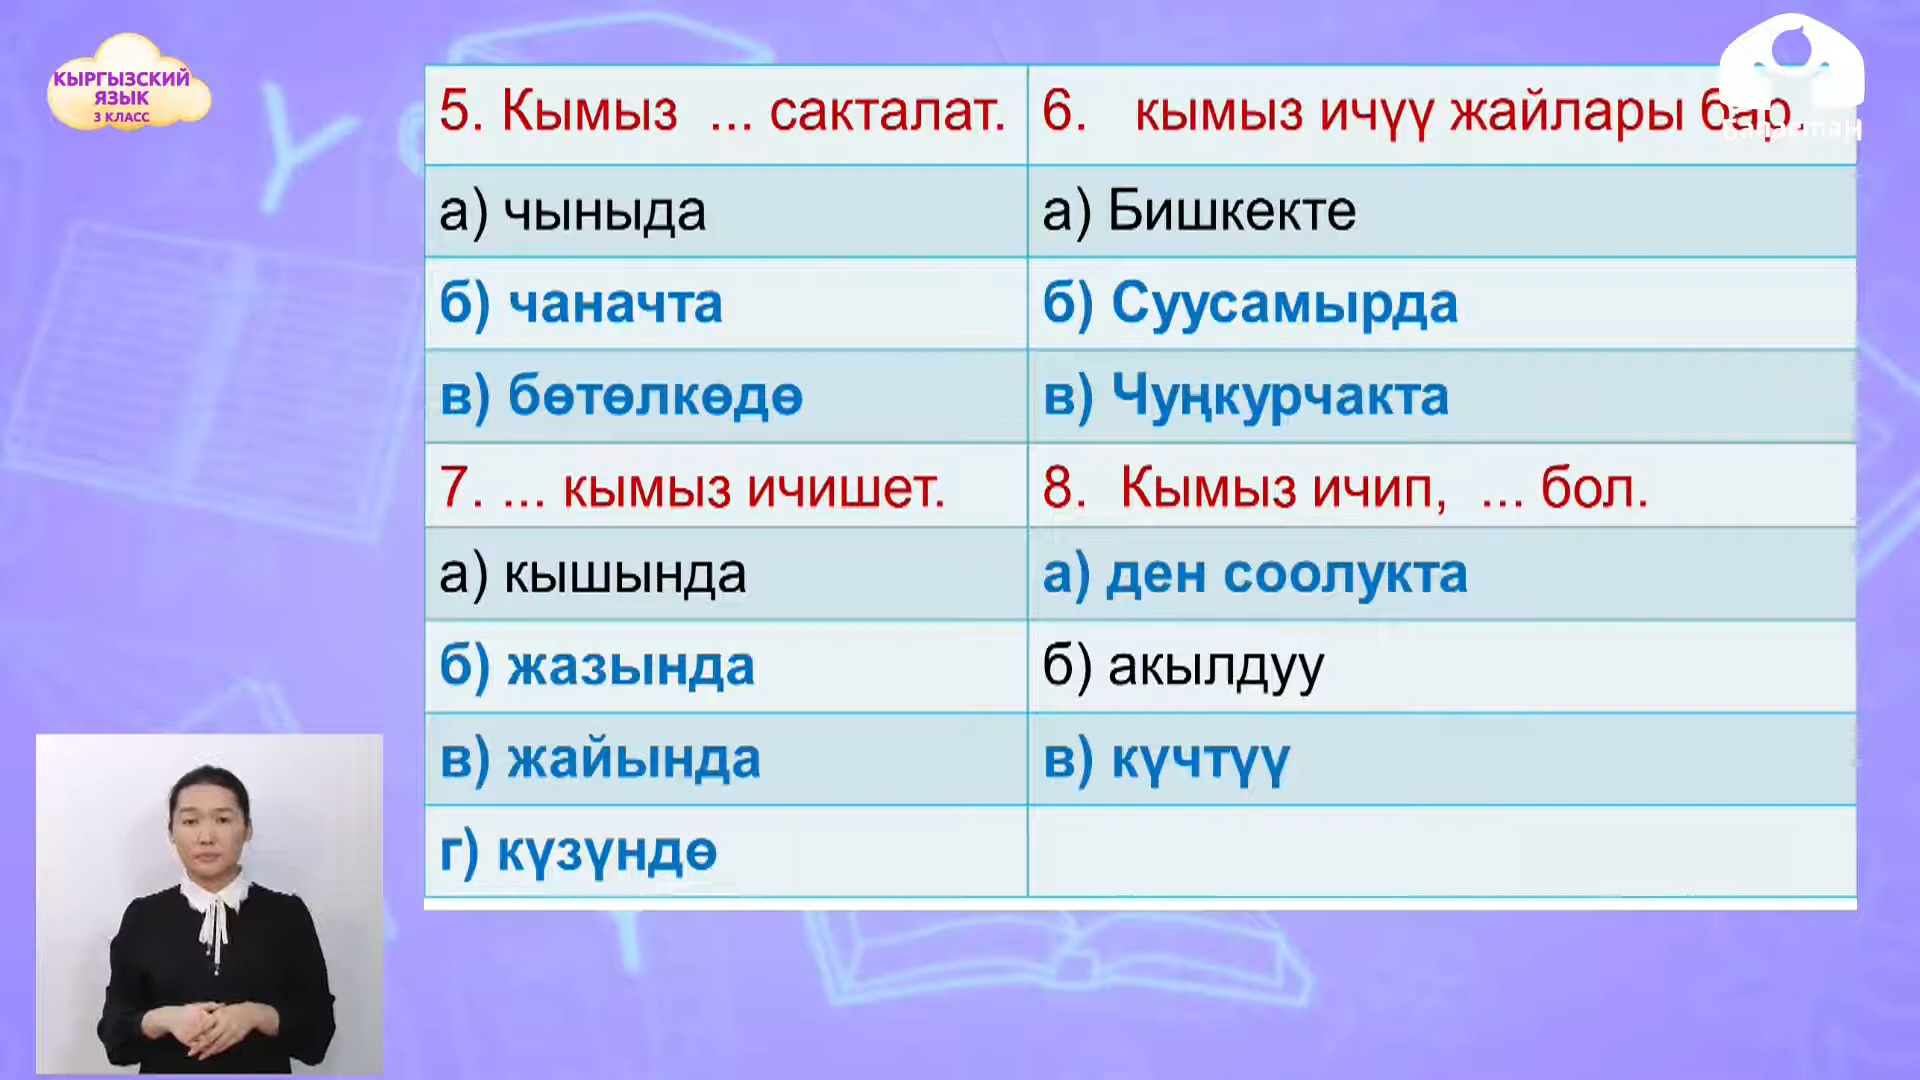 КЫРГЫЗСКИЙ
ЯЗЫК
3 КЛАСС
5. Кымыз ... сакталат.
6. кымыз ичүү жайлары бар.
а) чыныда
а) Бишкекте
б) чаначта
б) Суусамырда
в) бөтөлкөдө
в) Чуңкурчакта
7. ... кымыз ичишет.
8. Кымыз ичип, ... бол.
а) кышында
а) ден соолукта
б) жазында
б) акылдуу
в) жайында
в) күчтүү
г) күзүндө